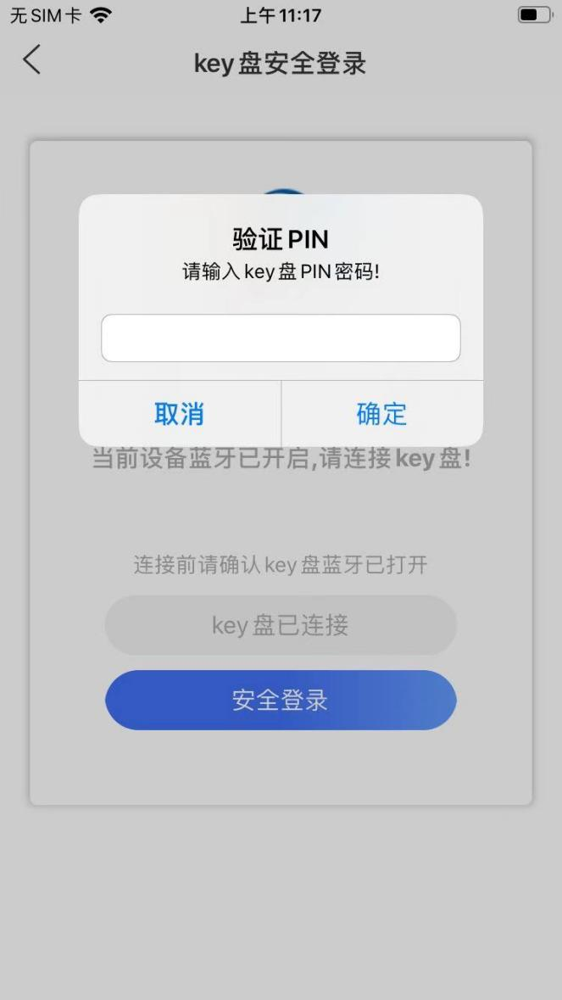 无SIM卡 上午11:17
key盘安全登录
验证PIN
请输入key盘PIN密码!
取消 确定
当前设备蓝牙已开启,请连接key盘!
连接前请确认key盘蓝牙已打开
key盘已连接
安全登录